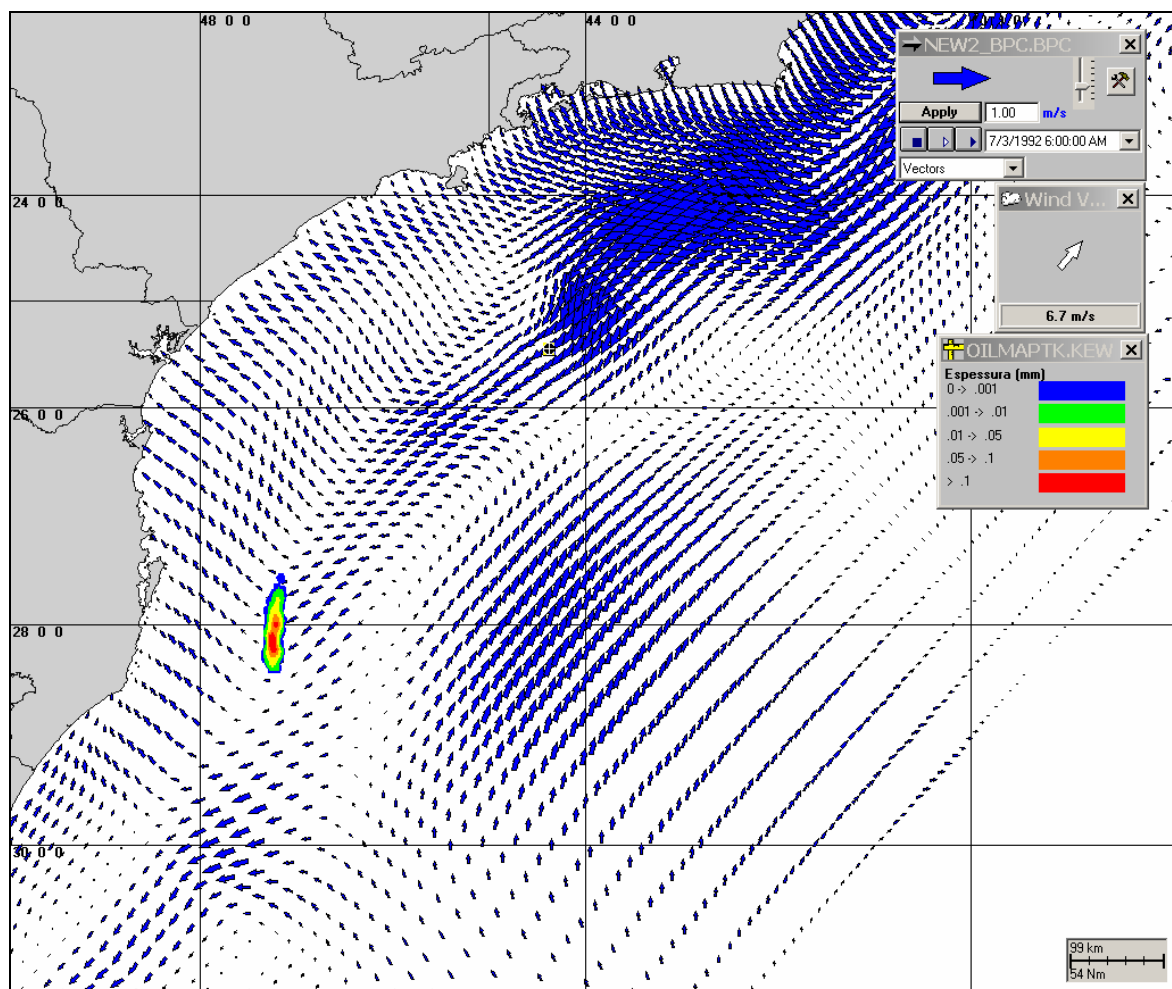 48 0 0
44 0 0
NEW2_BPC.BPC
Apply
1.00
m/s
7/3/1992 6:00:00 AM
Vectors
24 0 0
Wind V...
6.7 m/s
OILMAPTK.KEW
Espessura (mm)
0 -> .001
.001 -> .01
.01 -> .05
.05 -> .1
> .1
26 0 0
28 0 0
30 0 0
99 km
54 Nm